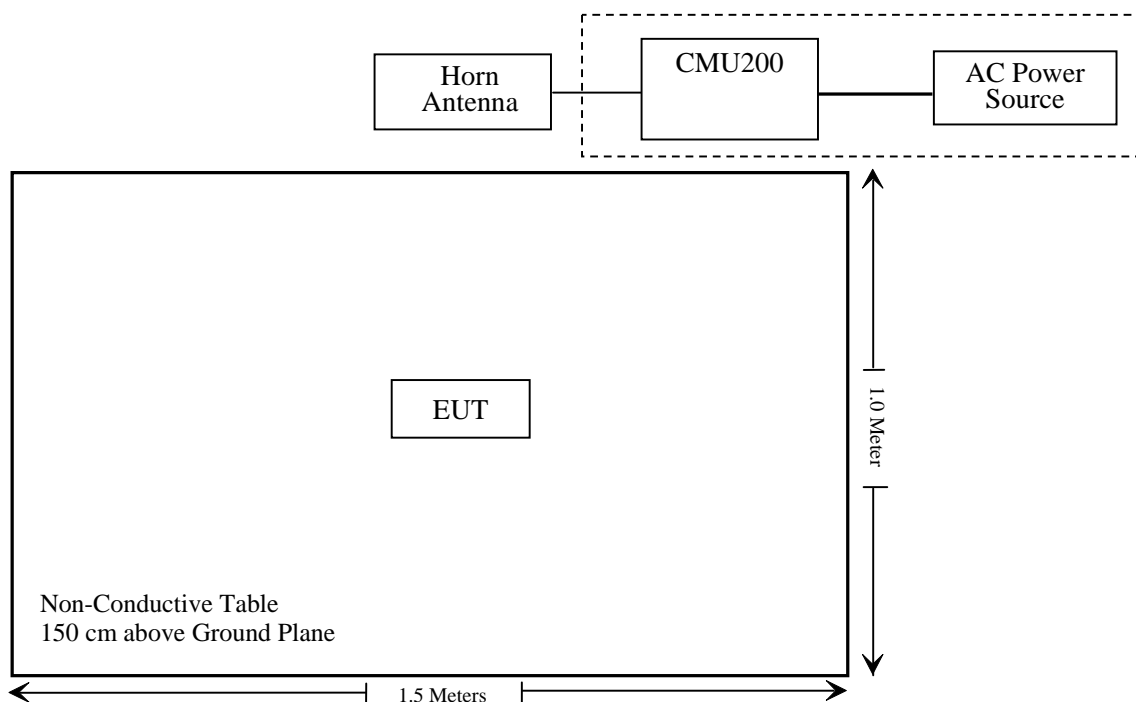 Horn
Antenna
CMU200
AC Power
Source
EUT
1.0 Meter
Non-Conductive Table
150 cm above Ground Plane
1.5 Meters